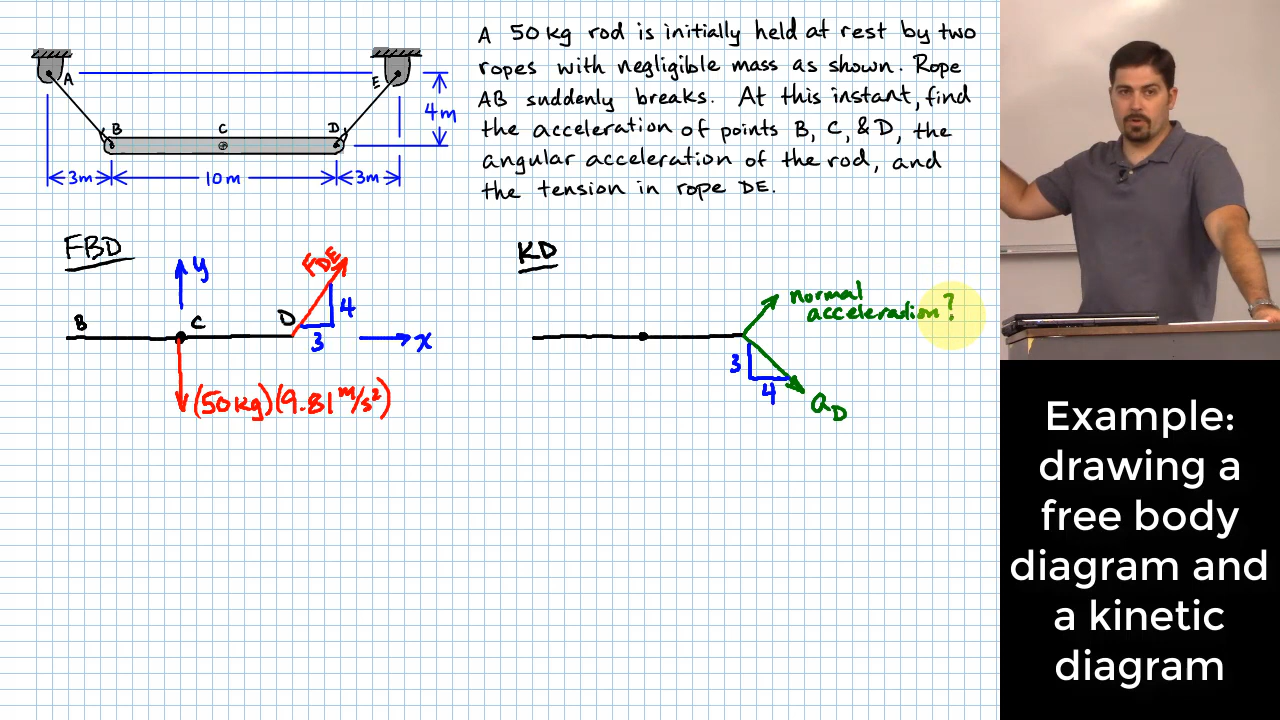 A 50 kg rod is initially held at rest by two
ropes with negligible mass as shown. Rope
AB suddenly breaks. At this instant, find
the acceleration of points B, C, & D, the
angular acceleration of the rod, and
the tension in rope DE.
A
E
B
C
D
4m
3m
10m
3m
FBD
y
FDE
B
C
D
4
3
x
(50kg)(9.81 m/s²)
KD
normal
acceleration?
3
4
aD
Example:
drawing a
free body
diagram and
a kinetic
diagram